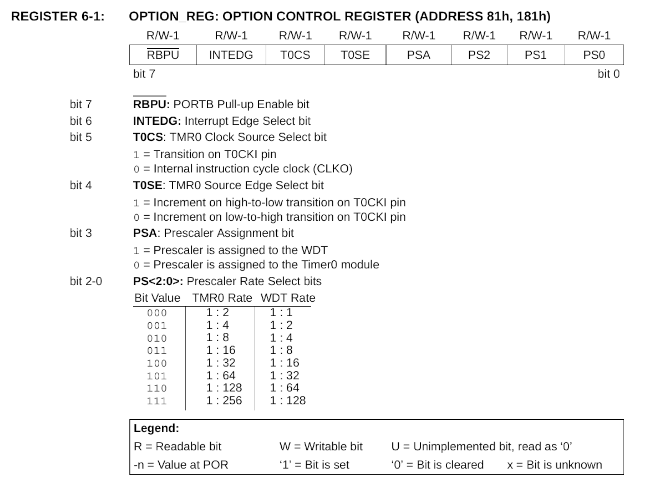 REGISTER 6-1: OPTION REG: OPTION CONTROL REGISTER (ADDRESS 81h, 181h)
R/W-1 R/W-1 R/W-1 R/W-1 R/W-1 R/W-1 R/W-1 R/W-1
RBPU INTEDG T0CS T0SE PSA PS2 PS1 PS0
bit 7 bit 0
bit 7 RBPU: PORTB Pull-up Enable bit
bit 6 INTEDG: Interrupt Edge Select bit
bit 5 T0CS: TMR0 Clock Source Select bit
1 = Transition on T0CKI pin
0 = Internal instruction cycle clock (CLKO)
bit 4 T0SE: TMR0 Source Edge Select bit
1 = Increment on high-to-low transition on T0CKI pin
0 = Increment on low-to-high transition on T0CKI pin
bit 3 PSA: Prescaler Assignment bit
1 = Prescaler is assigned to the WDT
0 = Prescaler is assigned to the Timer0 module
bit 2-0 PS<2:0>: Prescaler Rate Select bits
Bit Value TMR0 Rate WDT Rate
000 1 : 2 1 : 1
001 1 : 4 1 : 2
010 1 : 8 1 : 4
011 1 : 16 1 : 8
100 1 : 32 1 : 16
101 1 : 64 1 : 32
110 1 : 128 1 : 64
111 1 : 256 1 : 128
Legend:
R = Readable bit W = Writable bit U = Unimplemented bit, read as ‘0’
-n = Value at POR ‘1’ = Bit is set ‘0’ = Bit is cleared x = Bit is unknown